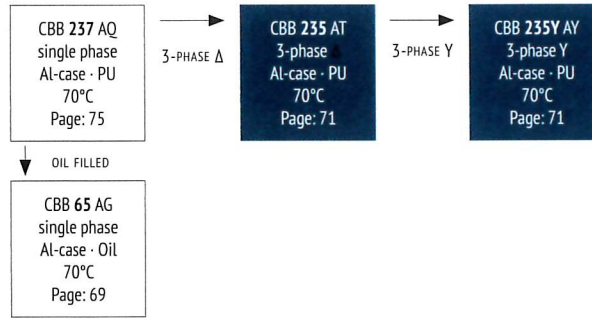 CBB 237 AQ
single phase
Al-case · PU
70°C
Page: 75
3-PHASE Δ
CBB 235 AT
3-phase Δ
Al-case · PU
70°C
Page: 71
3-PHASE Y
CBB 235Y AY
3-phase Y
Al-case · PU
70°C
Page: 71
OIL FILLED
CBB 65 AG
single phase
Al-case · Oil
70°C
Page: 69